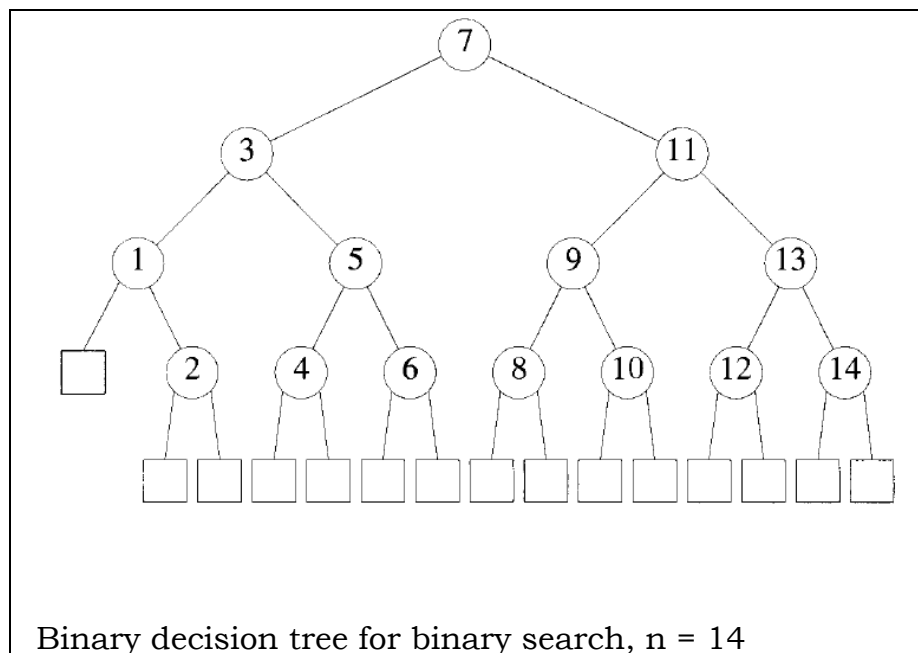 7
3 11
1 5 9 13
2 4 6 8 10 12 14
Binary decision tree for binary search, n = 14